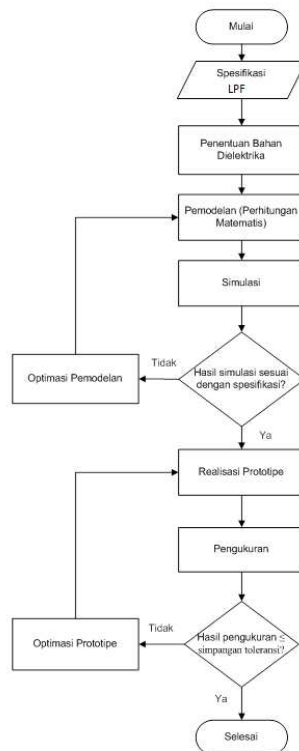 Mulai
Spesifikasi
LPF
Penentuan Bahan
Dielektrika
Pemodelan (Perhitungan
Matematis)
Simulasi
Tidak
Optimasi Pemodelan
Hasil simulasi sesuai
dengan spesifikasi?
Ya
Realisasi Prototipe
Pengukuran
Tidak
Optimasi Prototipe
Hasil pengukuran ≤
simpangan toleransi?
Ya
Selesai